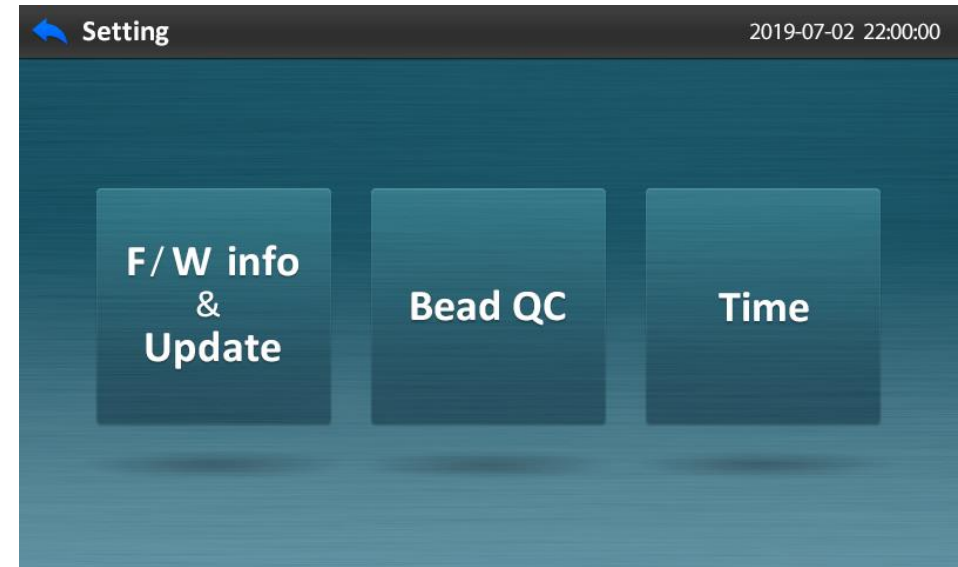 Setting
2019-07-02 22:00:00
F/W info
&
Update
Bead QC
Time